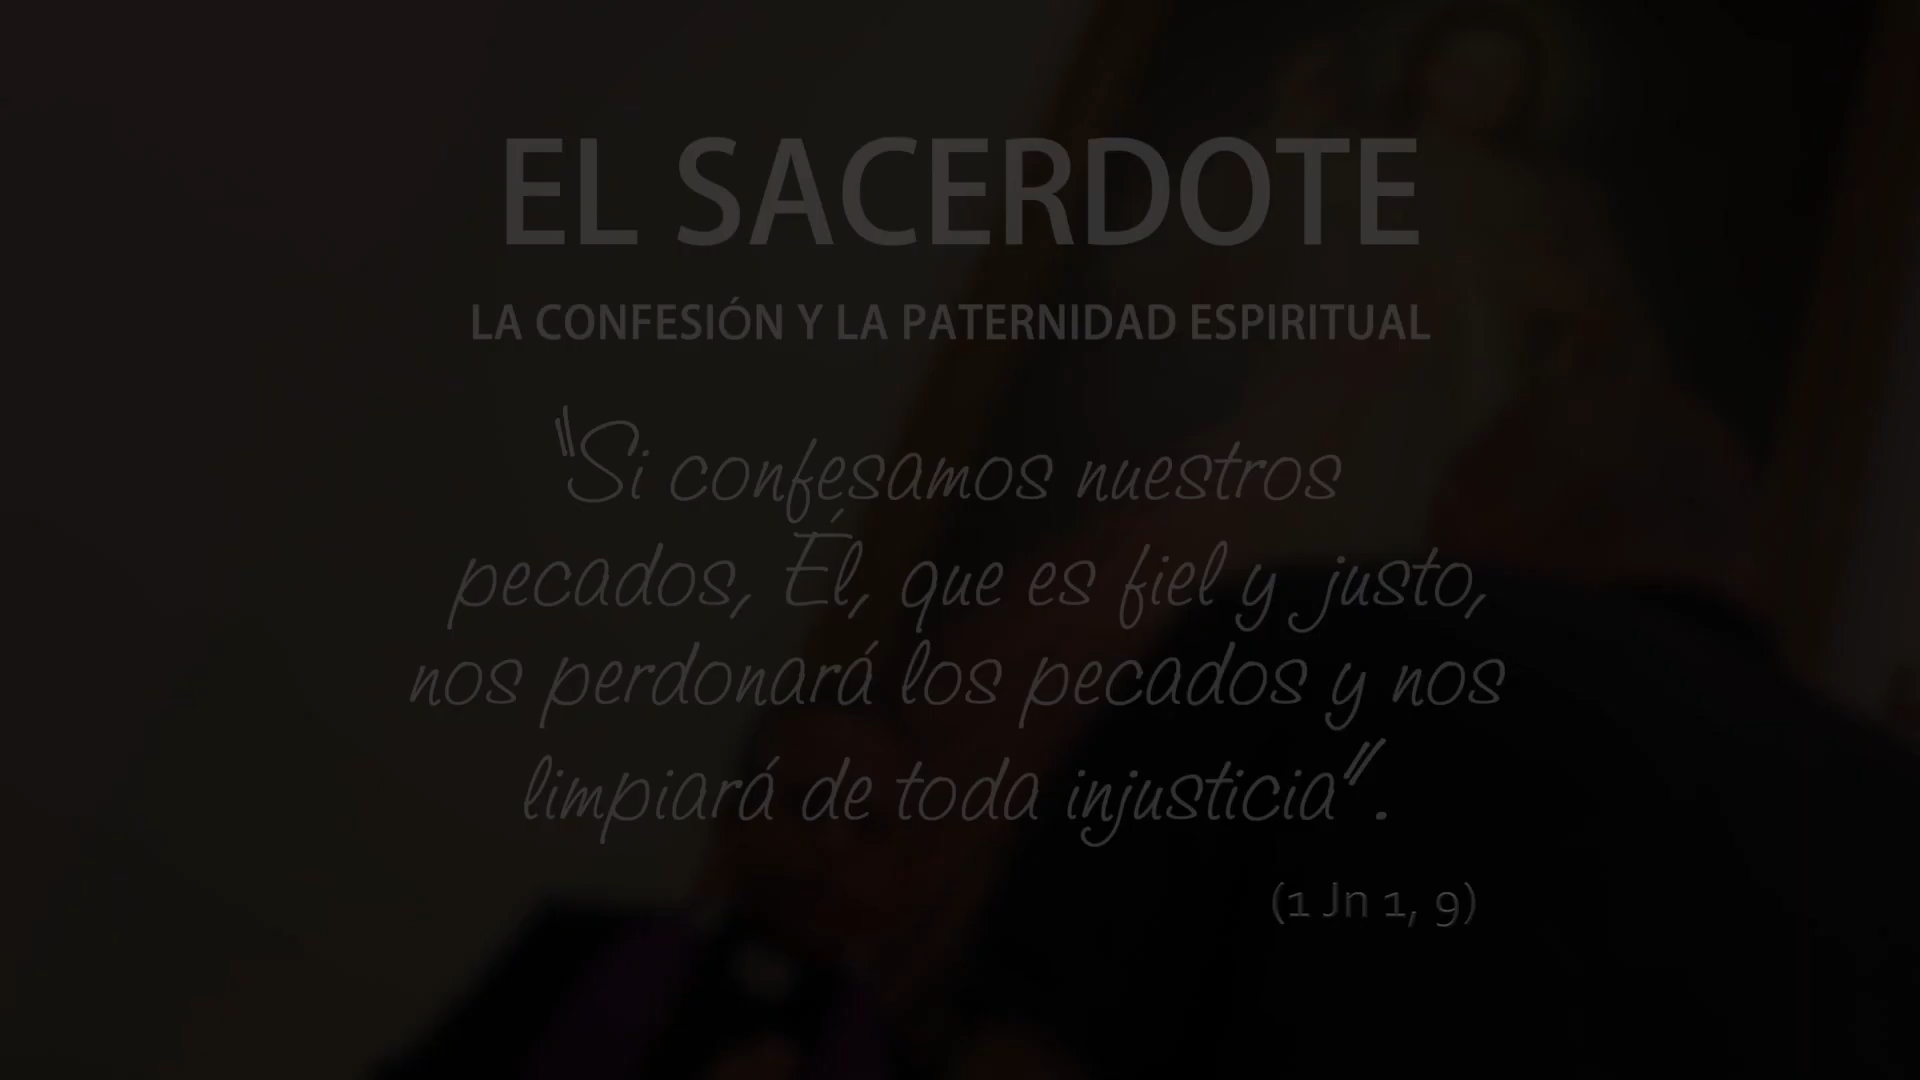 EL SACERDOTE
LA CONFESIÓN Y LA PATERNIDAD ESPIRITUAL
"Si confesamos nuestros
pecados, Él, que es fiel y justo,
nos perdonará los pecados y nos
limpiará de toda injusticia".
(1 Jn 1, 9)